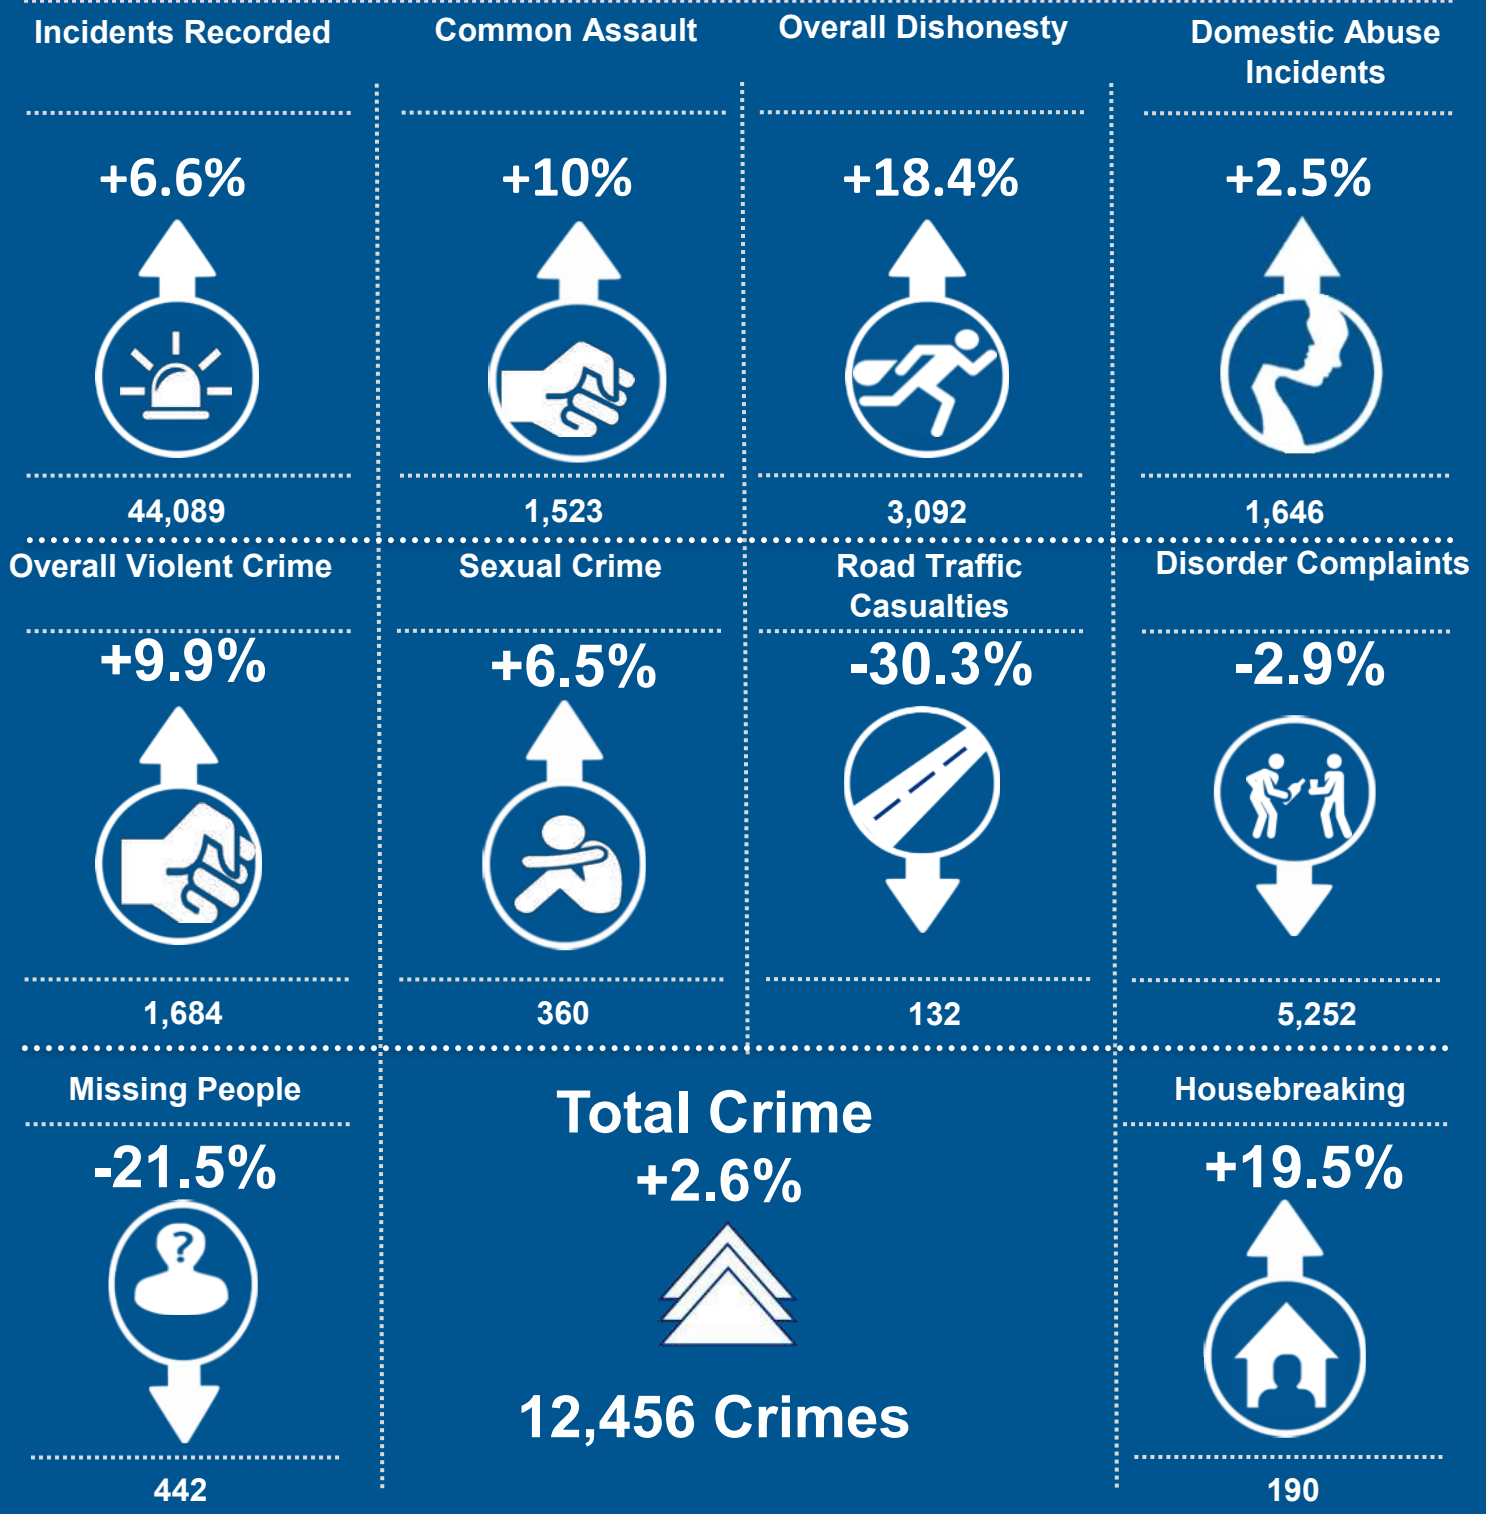 Incidents Recorded
Common Assault
Overall Dishonesty
Domestic Abuse
Incidents
+6.6%
+10%
+18.4%
+2.5%
44,089
1,523
3,092
1,646
Overall Violent Crime
Sexual Crime
Road Traffic
Casualties
Disorder Complaints
+9.9%
+6.5%
-30.3%
-2.9%
1,684
360
132
5,252
Missing People
-21.5%
?
442
Total Crime
+2.6%
12,456 Crimes
Housebreaking
+19.5%
190